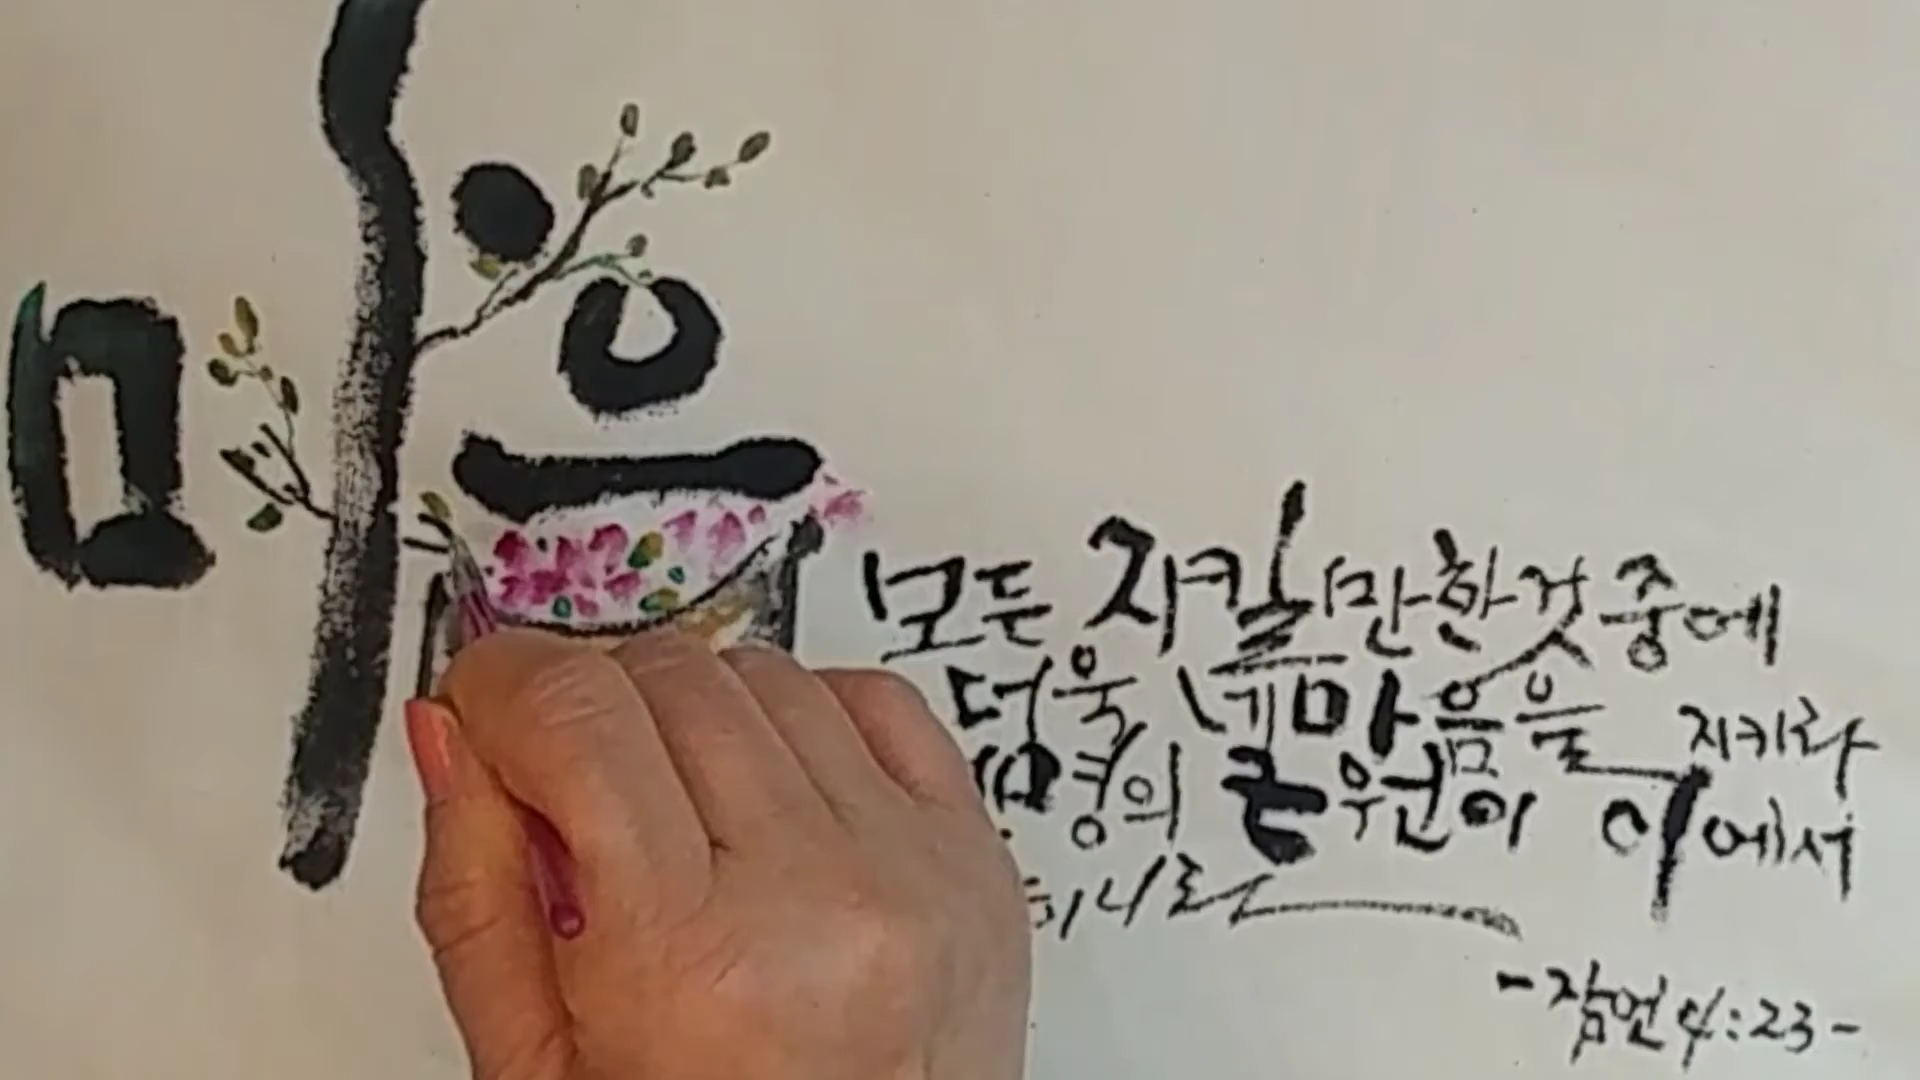 마음
모든 지킬만한것중에
더욱 네마음을 지키라
생명의 근원이 이에서
니라
-잠언 4:23-